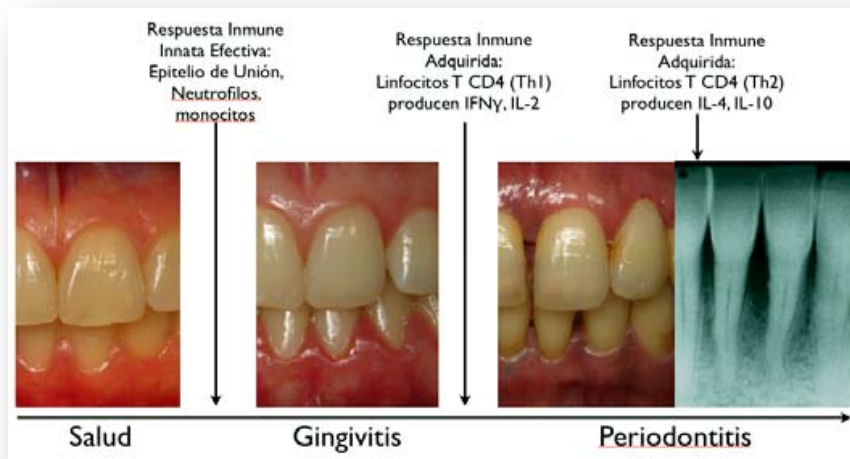 Respuesta Inmune
Innata Efectiva:
Epitelio de Unión,
Neutrofilos,
monocitos
Respuesta Inmune
Adquirida:
Linfocitos T CD4 (Th1)
producen IFNγ, IL-2
Respuesta Inmune
Adquirida:
Linfocitos T CD4 (Th2)
producen IL-4, IL-10
Salud
Gingivitis
Periodontitis